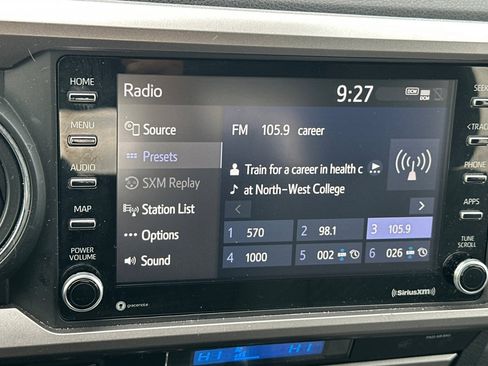 HOME
MENU
AUDIO
MAP
POWER
VOLUME
gracenote
Radio
9:27
DCM
DCM
Source
Presets
SXM Replay
Station List
Options
Sound
FM 105.9 career
Train for a career in health c
at North-West College
1 570
2 98.1
3 105.9
4 1000
5 002
6 026
((SiriusXM))
SEEK
<TRACK
PHONE
APPS
TUNE
SCROLL